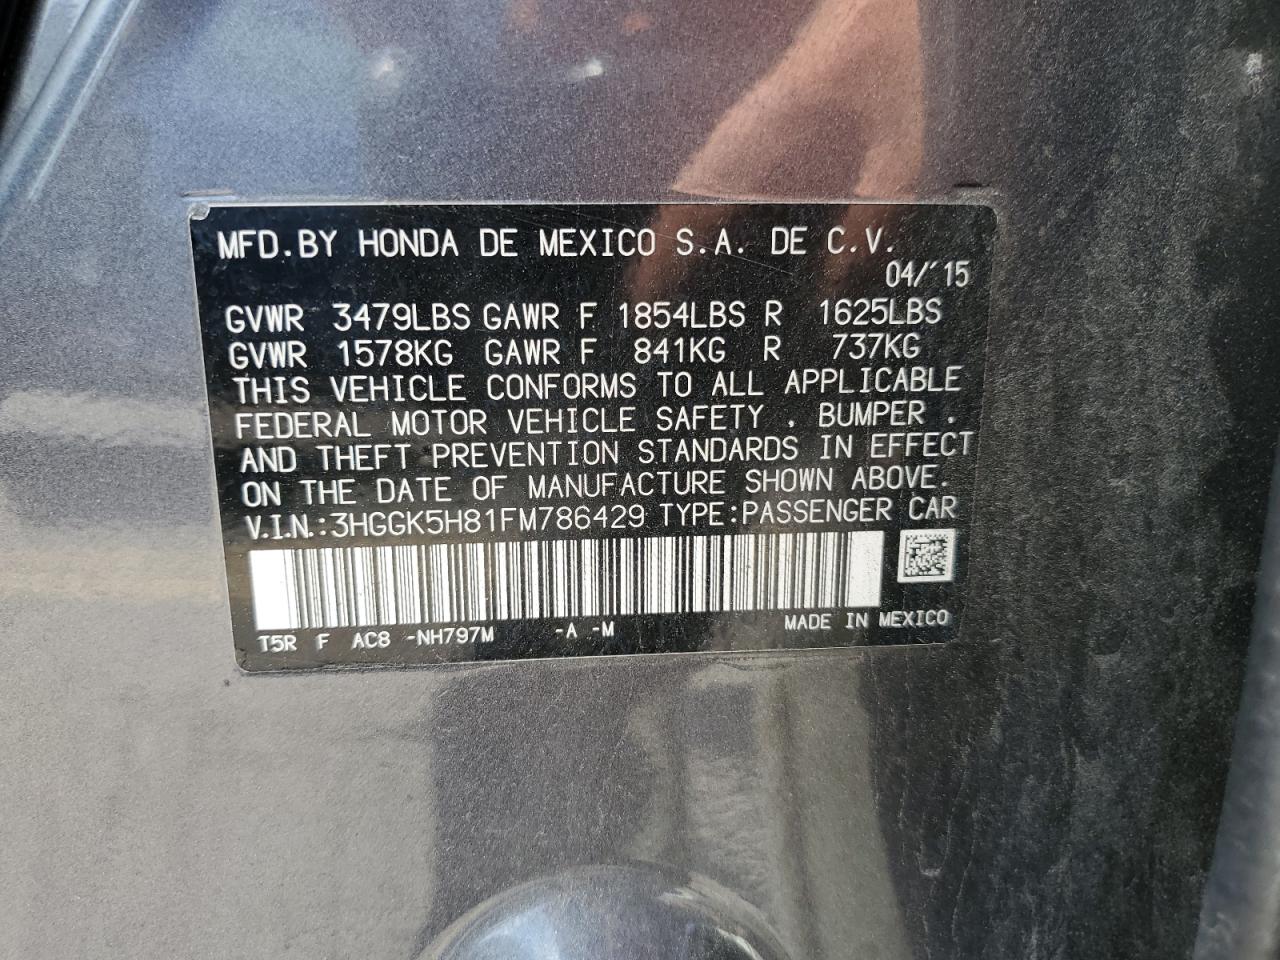 MFD.BY HONDA DE MEXICO S.A. DE C.V.
04/'15
GVWR 3479LBS GAWR F 1854LBS R 1625LBS
GVWR 1578KG GAWR F 841KG R 737KG
THIS VEHICLE CONFORMS TO ALL APPLICABLE
FEDERAL MOTOR VEHICLE SAFETY . BUMPER .
AND THEFT PREVENTION STANDARDS IN EFFECT
ON THE DATE OF MANUFACTURE SHOWN ABOVE.
V.I.N.:3HGGK5H81FM786429 TYPE:PASSENGER CAR
T5R F AC8 -NH797M -A -M MADE IN MEXICO